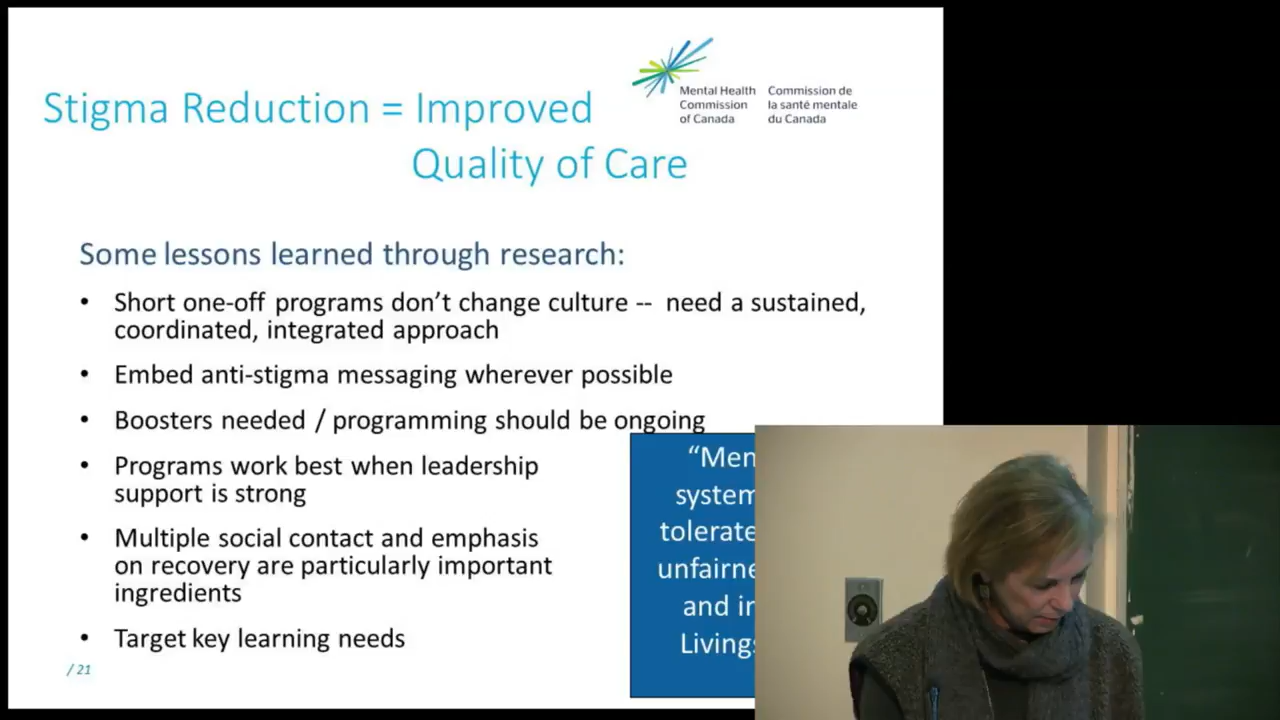 Stigma Reduction = Improved
Quality of Care
Mental Health
Commission
of Canada
Commission de
la santé mentale
du Canada
Some lessons learned through research:
• Short one-off programs don’t change culture -- need a sustained,
coordinated, integrated approach
• Embed anti-stigma messaging wherever possible
• Boosters needed / programming should be ongoing
• Programs work best when leadership
support is strong
• Multiple social contact and emphasis
on recovery are particularly important
ingredients
• Target key learning needs
/ 21
“Men
system
tolerate
unfairne
and in
Livings